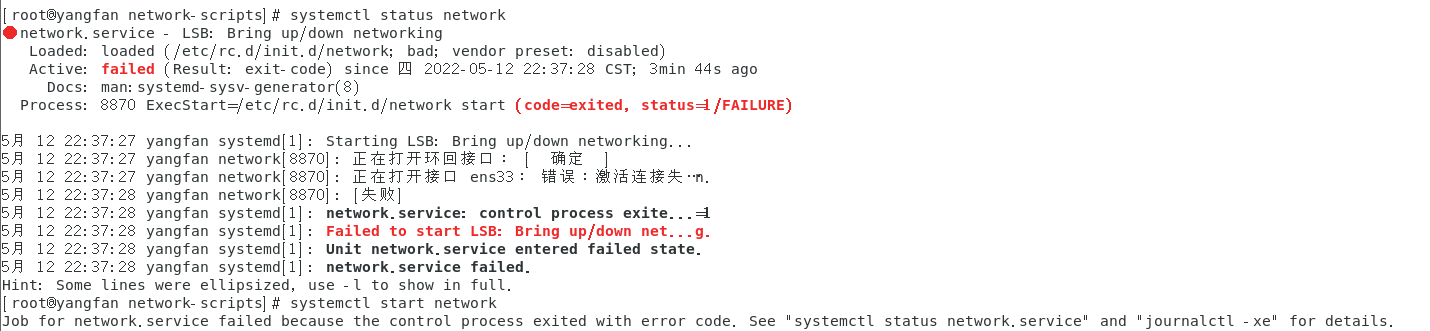 [root@yangfan network-scripts]# systemctl status network
network.service - LSB: Bring up/down networking
Loaded: loaded (/etc/rc.d/init.d/network; bad; vendor preset: disabled)
Active: failed (Result: exit-code) since 四 2022-05-12 22:37:28 CST; 3min 44s ago
Docs: man:systemd-sysv-generator(8)
Process: 8870 ExecStart=/etc/rc.d/init.d/network start (code=exited, status=1/FAILURE)
5月 12 22:37:27 yangfan systemd[1]: Starting LSB: Bring up/down networking...
5月 12 22:37:27 yangfan network[8870]: 正在打开环回接口： [  确定  ]
5月 12 22:37:27 yangfan network[8870]: 正在打开接口 ens33： 错误：激活连接失…n.
5月 12 22:37:28 yangfan network[8870]: [失败]
5月 12 22:37:28 yangfan systemd[1]: network.service: control process exite...=1
5月 12 22:37:28 yangfan systemd[1]: Failed to start LSB: Bring up/down net...g.
5月 12 22:37:28 yangfan systemd[1]: Unit network.service entered failed state.
5月 12 22:37:28 yangfan systemd[1]: network.service failed.
Hint: Some lines were ellipsized, use -l to show in full.
[root@yangfan network-scripts]# systemctl start network
Job for network.service failed because the control process exited with error code. See "systemctl status network.service" and "journalctl -xe" for details.